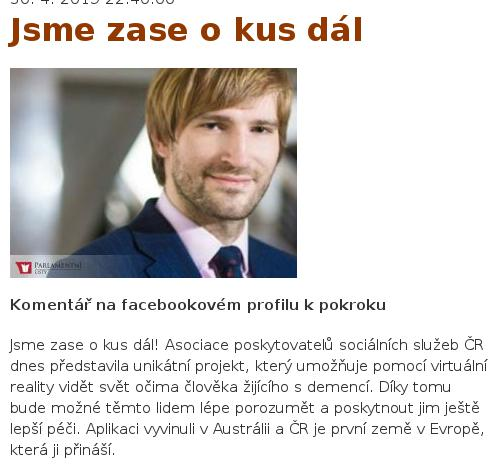 30. 4. 2019 22:40:00
Jsme zase o kus dál
PARLAMENTNÍ
LISTY
Komentář na facebookovém profilu k pokroku
Jsme zase o kus dál! Asociace poskytovatelů sociálních služeb ČR
dnes představila unikátní projekt, který umožňuje pomocí virtuální
reality vidět svět očima člověka žijícího s demencí. Díky tomu
bude možné těmto lidem lépe porozumět a poskytnout jim ještě
lepší péči. Aplikaci vyvinuli v Austrálii a ČR je první země v Evropě,
která ji přináší.